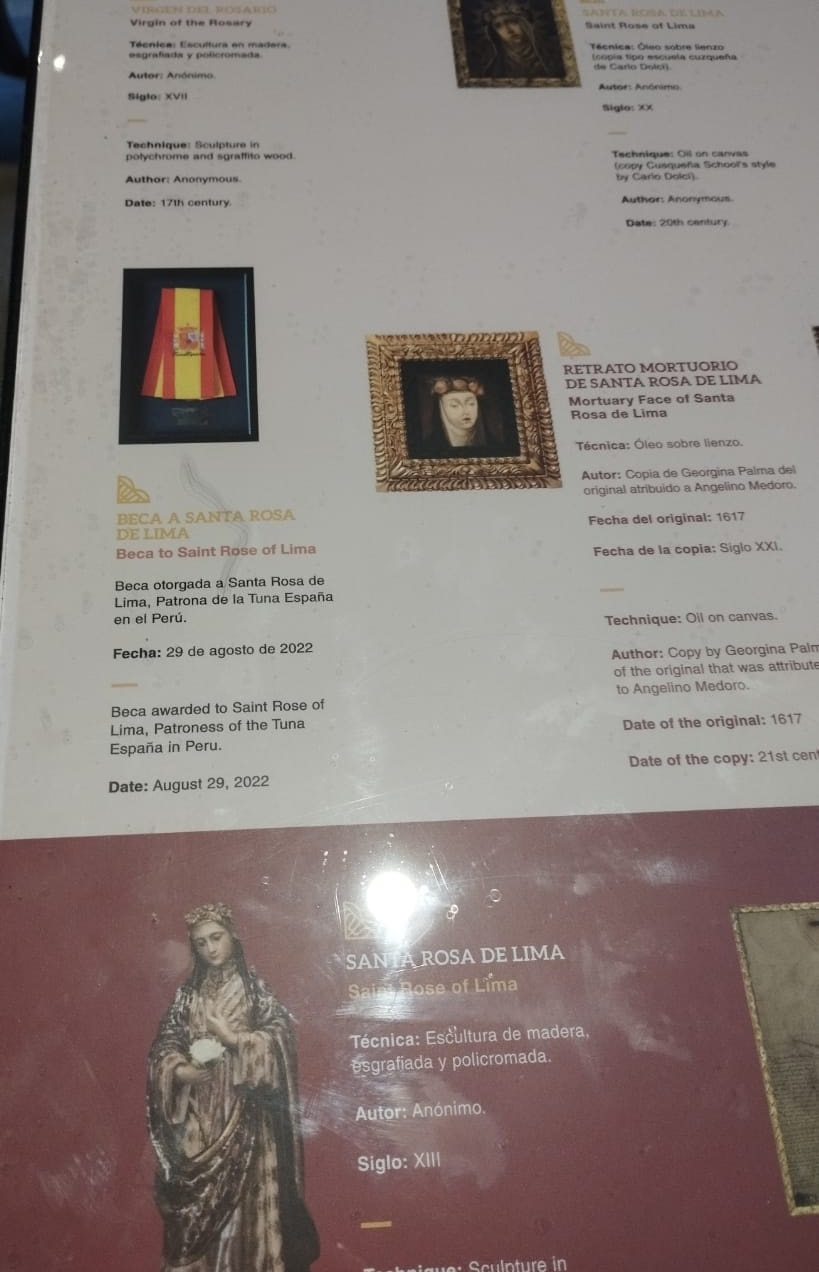 VIRGEN DEL ROSARIO
Virgin of the Rosary
Técnica: Escultura en madera,
esgrafiada y policromada.
Autor: Anónimo.
Siglo: XVII
Technique: Sculpture in
polychrome and sgraffito wood.
Author: Anonymous.
Date: 17th century.
SANTA ROSA DE LIMA
Saint Rose of Lima
Técnica: Óleo sobre lienzo
(copia tipo escuela cuzqueña
de Carlo Dolci).
Autor: Anónimo.
Siglo: XX
Technique: Oil on canvas
(copy Cusqueña School's style
by Carlo Dolci).
Author: Anonymous.
Date: 20th century.
BECA A SANTA ROSA
DE LIMA
Beca to Saint Rose of Lima
Beca otorgada a Santa Rosa de
Lima, Patrona de la Tuna España
en el Perú.
Fecha: 29 de agosto de 2022
Beca awarded to Saint Rose of
Lima, Patroness of the Tuna
España in Peru.
Date: August 29, 2022
RETRATO MORTUORIO
DE SANTA ROSA DE LIMA
Mortuary Face of Santa
Rosa de Lima
Técnica: Óleo sobre lienzo.
Autor: Copia de Georgina Palma del
original atribuido a Angelino Medoro.
Fecha del original: 1617
Fecha de la copia: Siglo XXI.
Technique: Oil on canvas.
Author: Copy by Georgina Palm
of the original that was attribute
to Angelino Medoro.
Date of the original: 1617
Date of the copy: 21st cent
SANTA ROSA DE LIMA
Saint Rose of Lima
Técnica: Escultura de madera,
esgrafiada y policromada.
Autor: Anónimo.
Siglo: XIII
Technique: Sculpture in